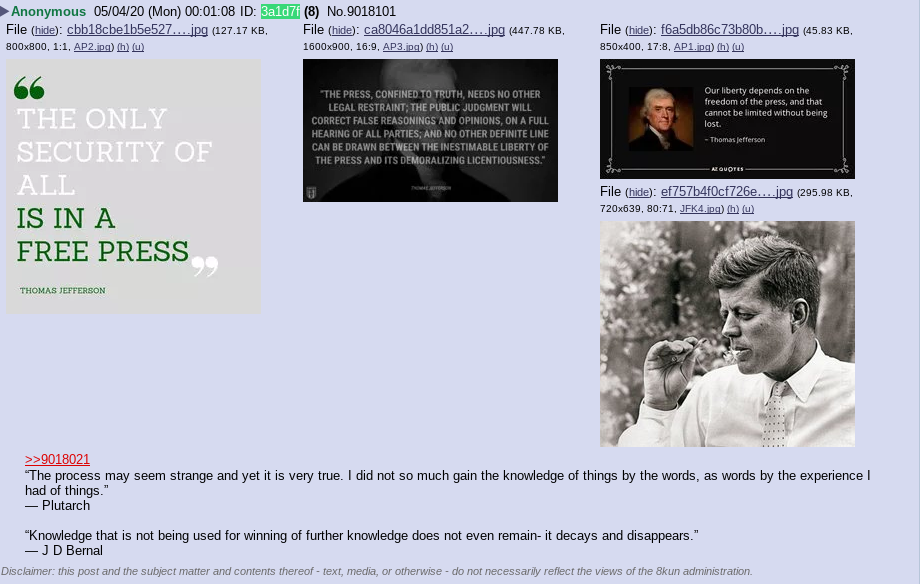 Anonymous 05/04/20 (Mon) 00:01:08 ID: 3a1d7f (8) No.9018101
File (hide): cbb18cbe1b5e527….jpg (127.17 KB,
800x800, 1:1, AP2.jpg) (h) (u)
“
THE ONLY
SECURITY OF
ALL
IS IN A
FREE PRESS
”
THOMAS JEFFERSON
File (hide): ca8046a1dd851a2….jpg (447.78 KB,
1600x900, 16:9, AP3.jpg) (h) (u)
"THE PRESS, CONFINED TO TRUTH, NEEDS NO OTHER
LEGAL RESTRAINT; THE PUBLIC JUDGMENT WILL
CORRECT FALSE REASONINGS AND OPINIONS, ON A FULL
HEARING OF ALL PARTIES; AND NO OTHER DEFINITE LINE
CAN BE DRAWN BETWEEN THE INESTIMABLE LIBERTY OF
THE PRESS AND ITS DEMORALIZING LICENTIOUSNESS."
THOMAS JEFFERSON
File (hide): f6a5db86c73b80b….jpg (45.83 KB,
850x400, 17:8, AP1.jpg) (h) (u)
Our liberty depends on the
freedom of the press, and that
cannot be limited without being
lost.
~ Thomas Jefferson
AZ QUOTES
File (hide): ef757b4f0cf726e….jpg (295.98 KB,
720x639, 80:71, JFK4.jpg) (h) (u)
>>9018021
“The process may seem strange and yet it is very true. I did not so much gain the knowledge of things by the words, as words by the experience I
had of things.”
— Plutarch
“Knowledge that is not being used for winning of further knowledge does not even remain- it decays and disappears.”
— J D Bernal
Disclaimer: this post and the subject matter and contents thereof - text, media, or otherwise - do not necessarily reflect the views of the 8kun administration.